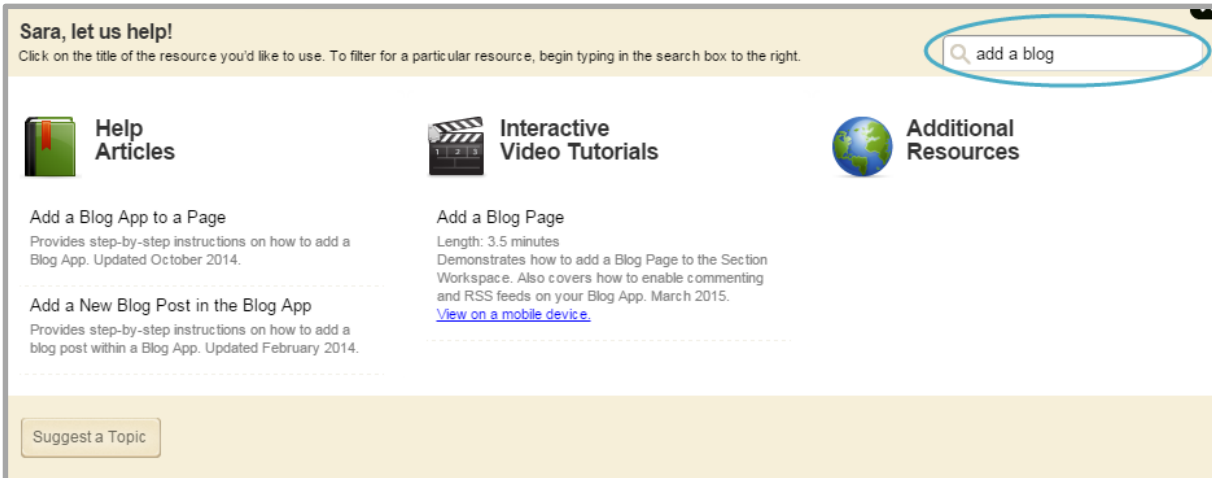 Sara, let us help!
Click on the title of the resource you'd like to use. To filter for a particular resource, begin typing in the search box to the right.
add a blog
Help
Articles
Add a Blog App to a Page
Provides step-by-step instructions on how to add a
Blog App. Updated October 2014.
Add a New Blog Post in the Blog App
Provides step-by-step instructions on how to add a
blog post within a Blog App. Updated February 2014.
Interactive
Video Tutorials
1 2 3
Add a Blog Page
Length: 3.5 minutes
Demonstrates how to add a Blog Page to the Section
Workspace. Also covers how to enable commenting
and RSS feeds on your Blog App. March 2015.
View on a mobile device.
Additional
Resources
Suggest a Topic